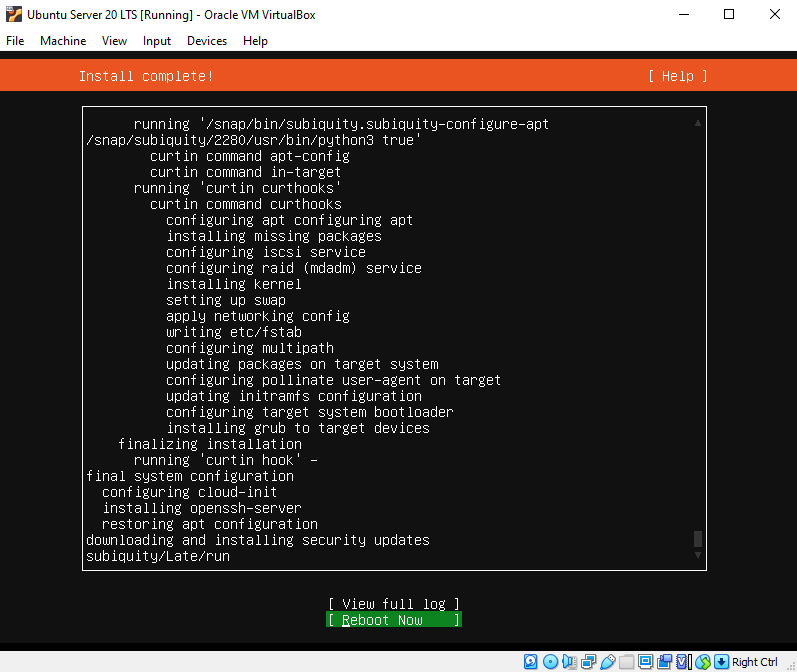 Ubuntu Server 20 LTS [Running] - Oracle VM VirtualBox
File Machine View Input Devices Help
Install complete! [ Help ]
running '/snap/bin/subiquity.subiquity-configure-apt
/snap/subiquity/2280/usr/bin/python3 true'
curtin command apt-config
curtin command in-target
running 'curtin curthooks'
curtin command curthooks
configuring apt configuring apt
installing missing packages
configuring iscsi service
configuring raid (mdadm) service
installing kernel
setting up swap
apply networking config
writing etc/fstab
configuring multipath
updating packages on target system
configuring pollinate user-agent on target
updating initramfs configuration
configuring target system bootloader
installing grub to target devices
finalizing installation
running 'curtin hook' -
final system configuration
configuring cloud-init
installing openssh-server
restoring apt configuration
downloading and installing security updates
subiquity/Late/run
[ View full log ]
[ Reboot Now ]
Right Ctrl